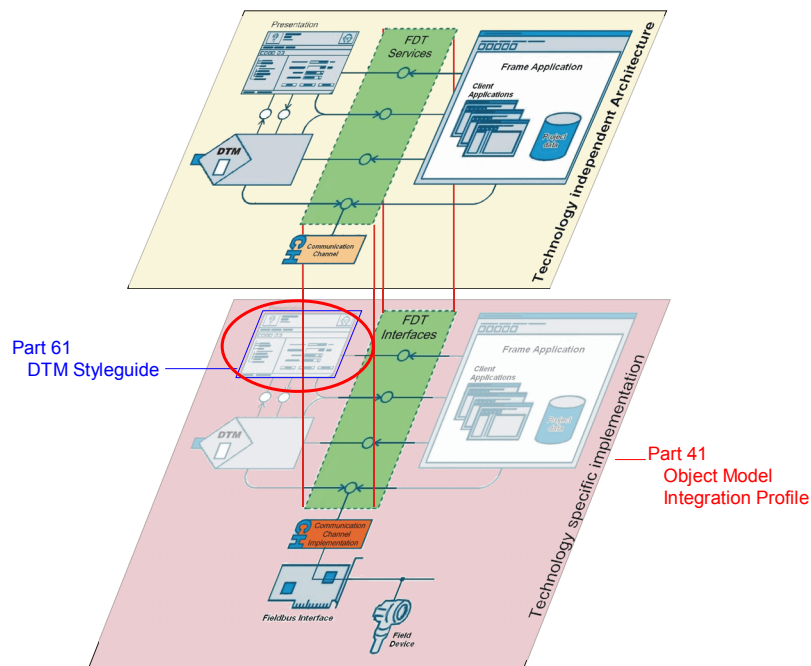 Presentation
FDT
Services
Frame Application
Client
Applications
Project
data
DTM
CH
Communication
Channel
Technology independent Architecture
Part 61
DTM Styleguide
FDT
Interfaces
Frame Application
Client
Applications
Project
data
DTM
CH
Communication
Channel
Implementation
Fieldbus Interface
Field
Device
Technology specific implementation
Part 41
Object Model
Integration Profile